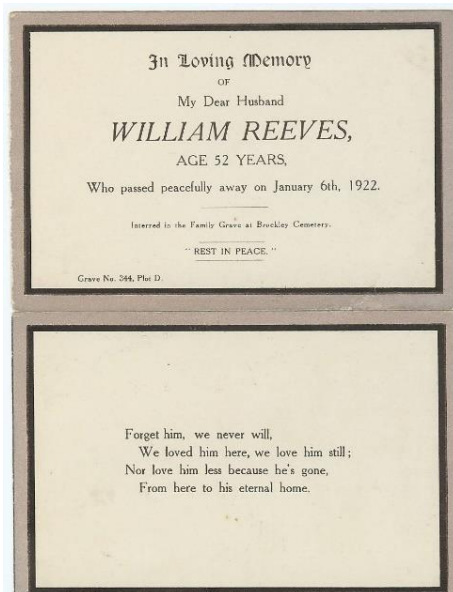 In Loving Memory
OF
My Dear Husband
WILLIAM REEVES,
AGE 52 YEARS,
Who passed peacefully away on January 6th, 1922.
Interred in the Family Grave at Brockley Cemetery.
"REST IN PEACE."
Grave No. 344, Plot D.
Forget him, we never will,
We loved him here, we love him still;
Nor love him less because he's gone,
From here to his eternal home.